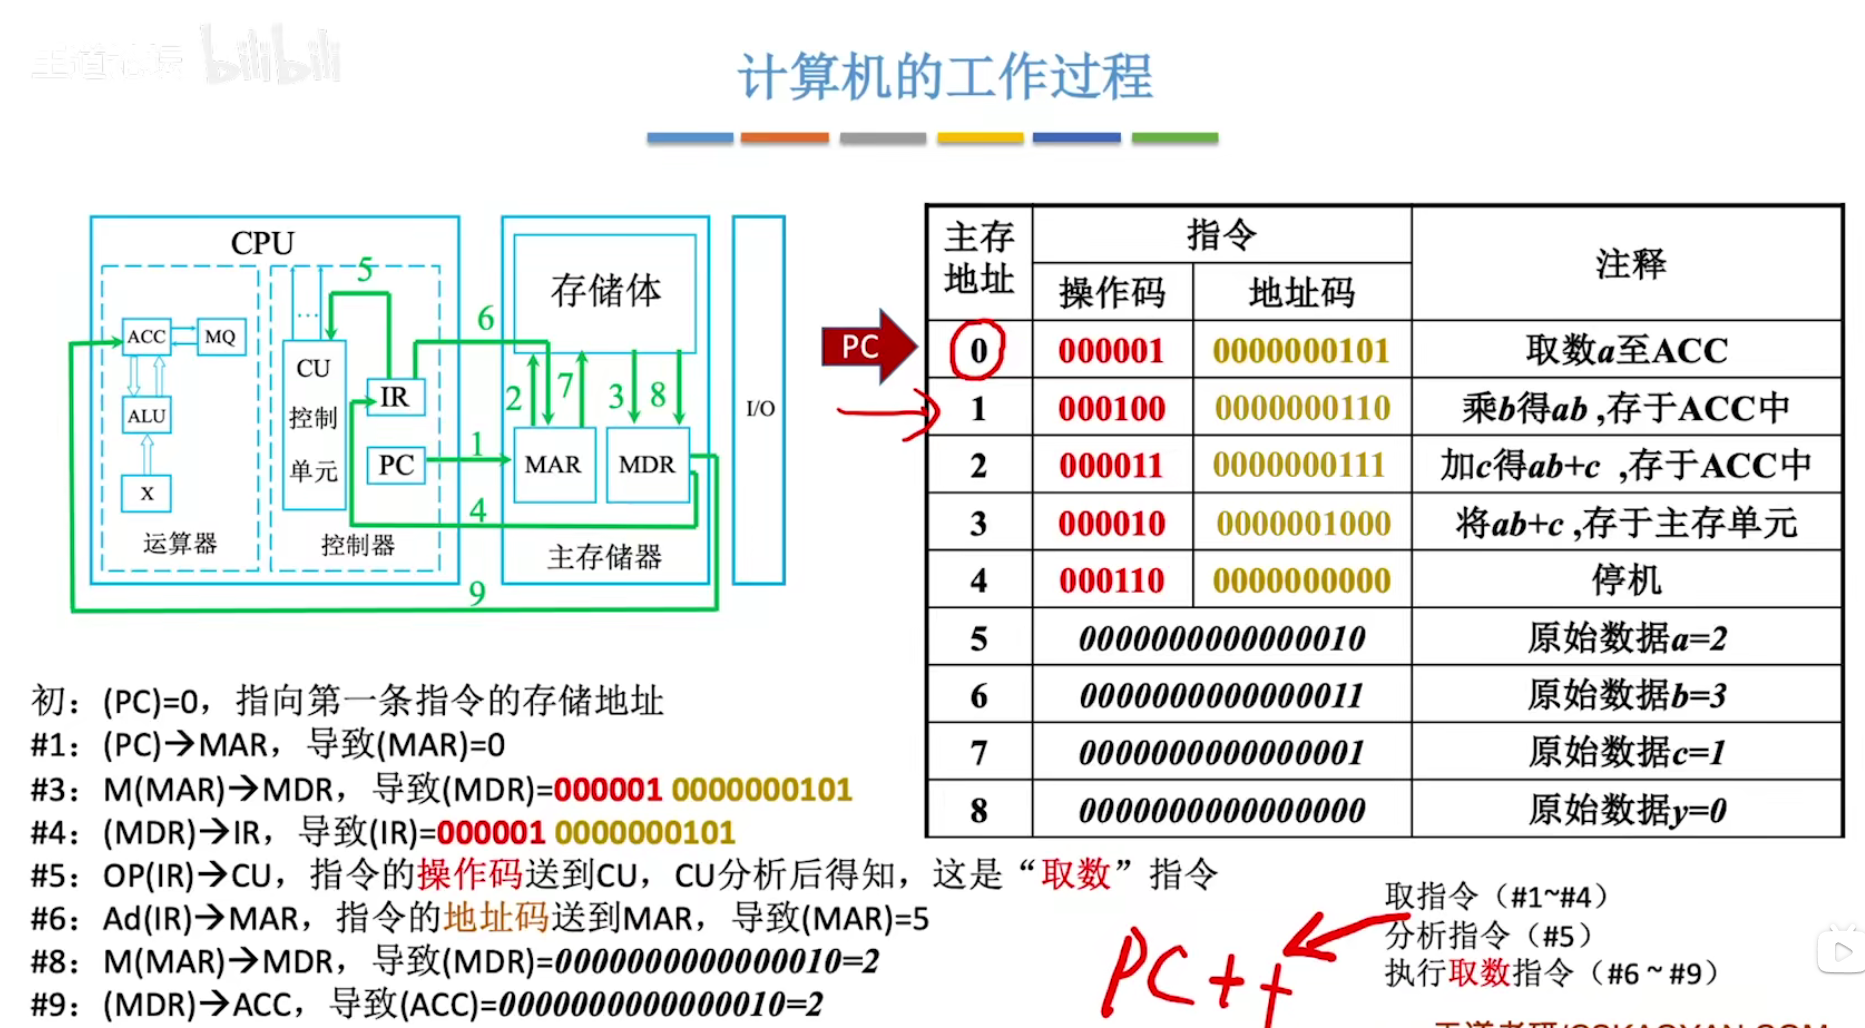 王道论坛 bilibili
计算机的工作过程
CPU
5
6
存储体
ACC
MQ
...
CU
控制
单元
IR
2
7
3
8
I/O
ALU
PC
1
MAR
MDR
X
4
运算器
控制器
主存储器
9
PC
主存地址 指令 注释
操作码 地址码
0 000001 0000000101 取数a至ACC
1 000100 0000000110 乘b得ab ,存于ACC中
2 000011 0000000111 加c得ab+c ,存于ACC中
3 000010 0000001000 将ab+c ,存于主存单元
4 000110 0000000000 停机
5 0000000000000010 原始数据a=2
6 0000000000000011 原始数据b=3
7 0000000000000001 原始数据c=1
8 0000000000000000 原始数据y=0
初：(PC)=0，指向第一条指令的存储地址
#1：(PC)→MAR，导致(MAR)=0
#3：M(MAR)→MDR，导致(MDR)=000001 0000000101
#4：(MDR)→IR，导致(IR)=000001 0000000101
#5：OP(IR)→CU，指令的操作码送到CU，CU分析后得知，这是“取数”指令
#6：Ad(IR)→MAR，指令的地址码送到MAR，导致(MAR)=5
#8：M(MAR)→MDR，导致(MDR)=0000000000000010=2
#9：(MDR)→ACC，导致(ACC)=0000000000000010=2
取指令（#1~#4）
分析指令（#5）
执行取数指令（#6～#9）
PC++